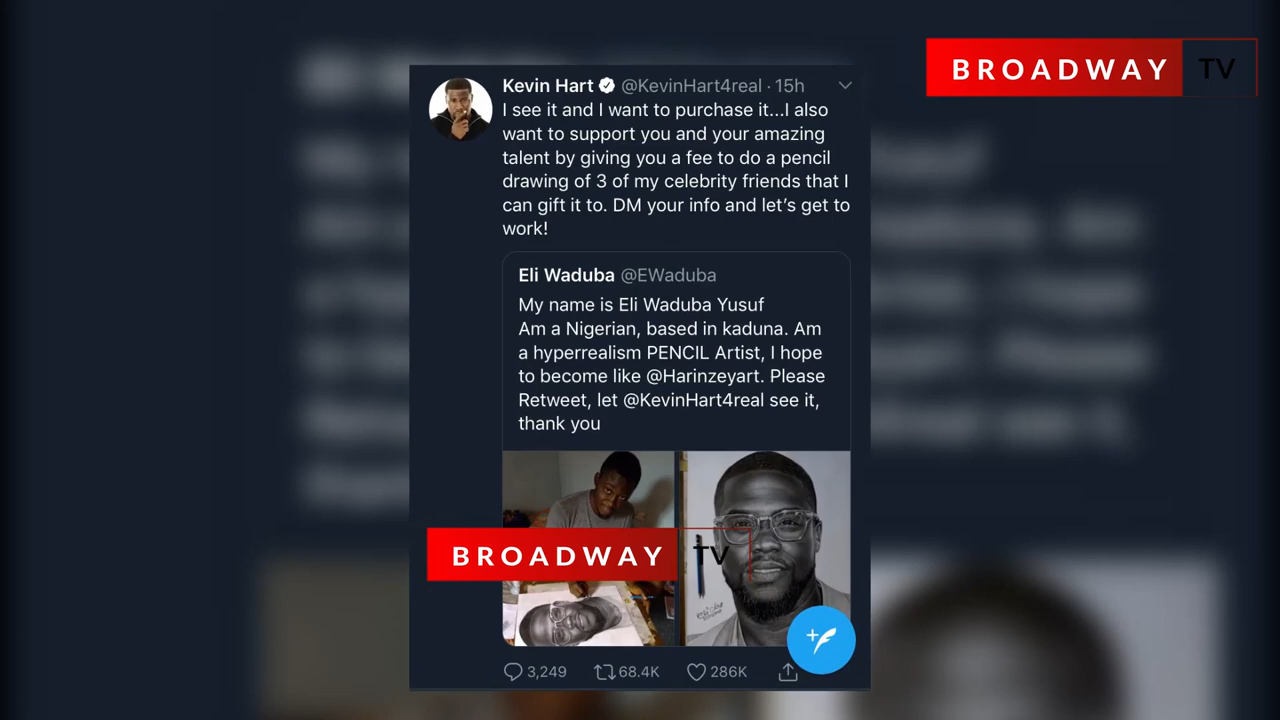 BROADWAY TV
Kevin Hart @KevinHart4real · 15h
I see it and I want to purchase it...I also
want to support you and your amazing
talent by giving you a fee to do a pencil
drawing of 3 of my celebrity friends that I
can gift it to. DM your info and let’s get to
work!
Eli Waduba @EWaduba
My name is Eli Waduba Yusuf
Am a Nigerian, based in kaduna. Am
a hyperrealism PENCIL Artist, I hope
to become like @Harinzeyart. Please
Retweet, let @KevinHart4real see it,
thank you
BROADWAY TV
3,249 68.4K 286K